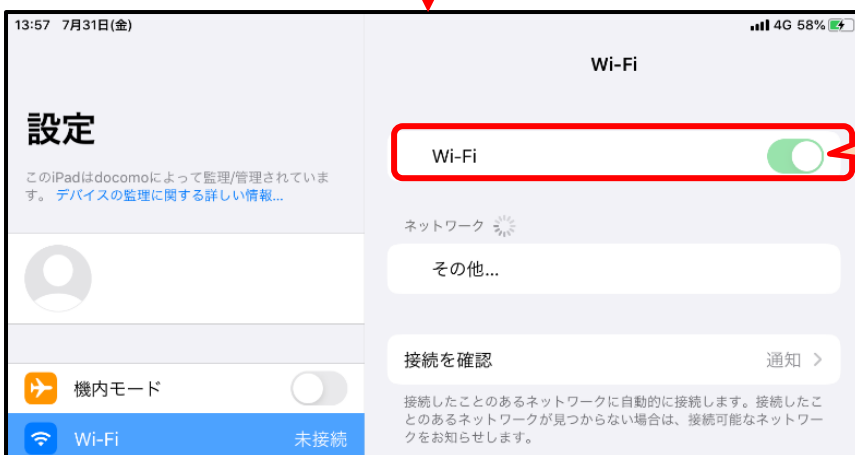 13:57 7月31日(金)
4G 58%
設定
このiPadはdocomoによって監理/管理されていま
す。デバイスの監理に関する詳しい情報...
機内モード
Wi-Fi 未接続
Wi-Fi
Wi-Fi
ネットワーク
その他...
接続を確認 通知
接続したことのあるネットワークに自動的に接続します。接続したこ
とのあるネットワークが見つからない場合は、接続可能なネットワー
クをお知らせします。